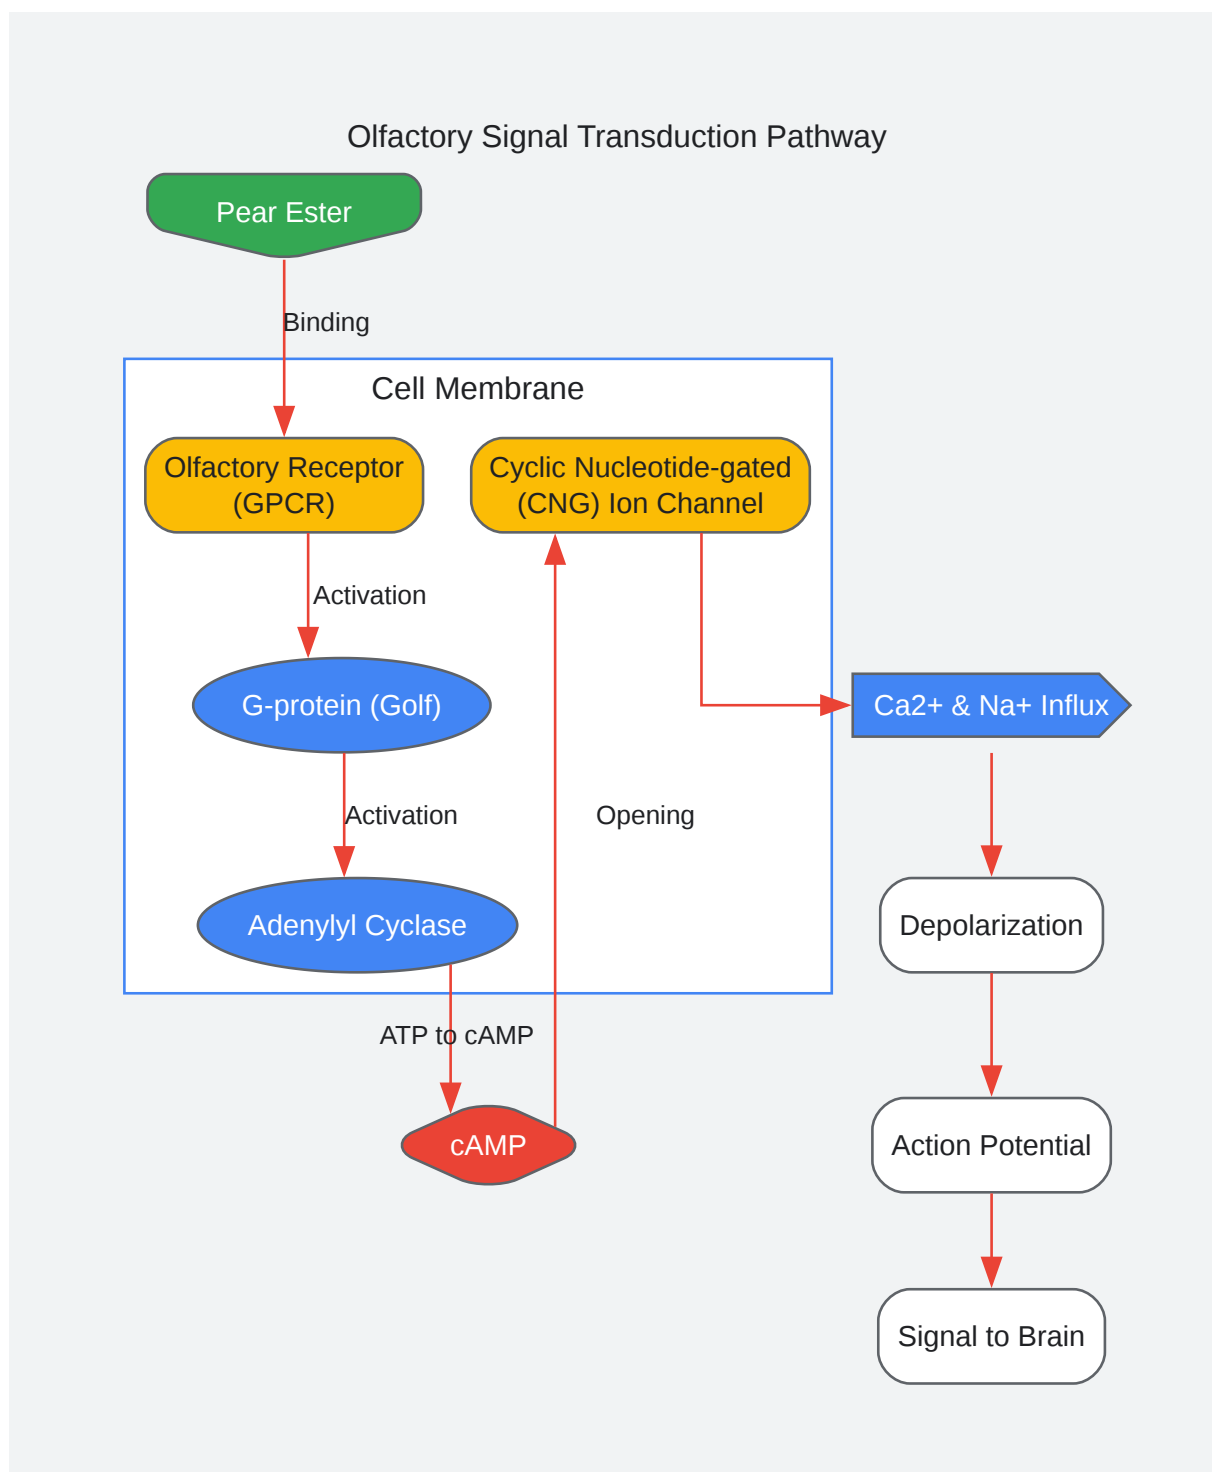 Olfactory Signal Transduction Pathway
Pear Ester
Binding
Cell Membrane
Olfactory Receptor
(GPCR)
Cyclic Nucleotide-gated
(CNG) Ion Channel
Activation
G-protein (Golf)
Ca2+ & Na+ Influx
Activation
Opening
Adenylyl Cyclase
Depolarization
ATP to cAMP
cAMP
Action Potential
Signal to Brain